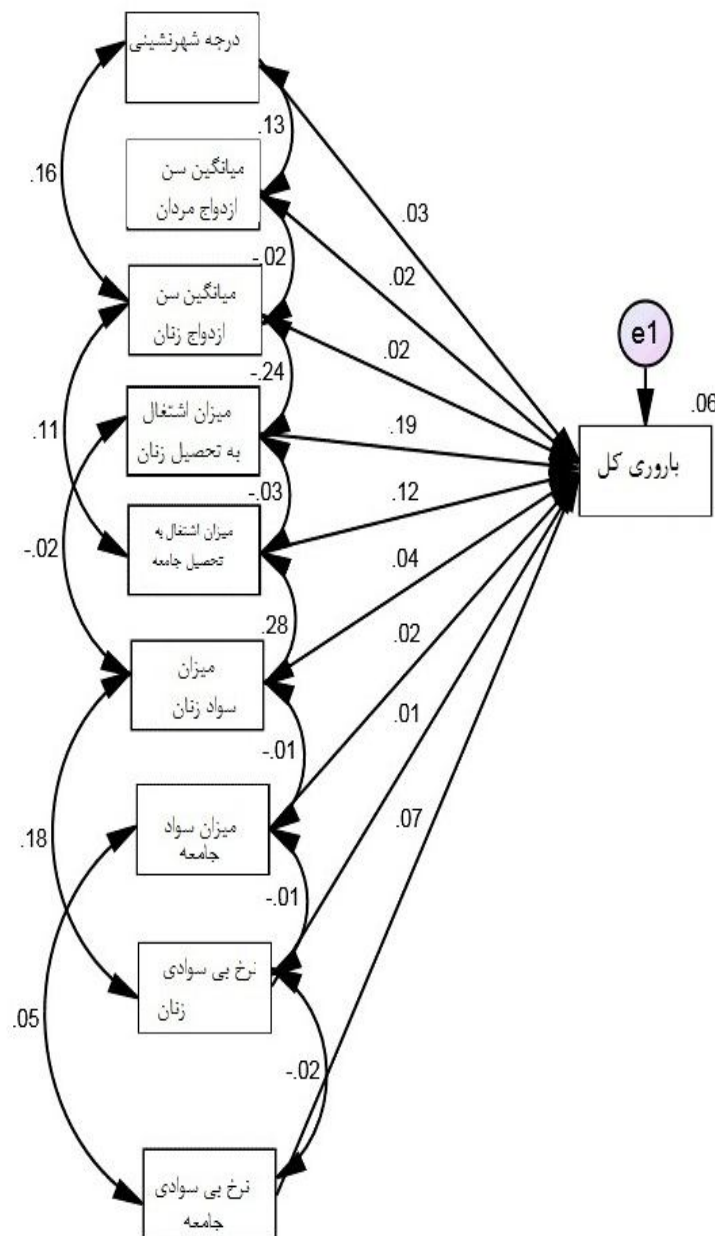 درجه شهرنشینی
.13
میانگین سن
ازدواج مردان
.16
.03
-.02
.02
میانگین سن
ازدواج زنان
e1
.02
-.24
.06
میزان اشتغال
به تحصیل زنان
.11
.19
باروری کل
-.03
.12
میزان اشتغال به
تحصیل جامعه
-.02
.04
.28
.02
میزان
سواد زنان
.01
-.01
.07
میزان سواد
جامعه
.18
-.01
نرخ بی سوادی
زنان
.05
-.02
نرخ بی سوادی
جامعه